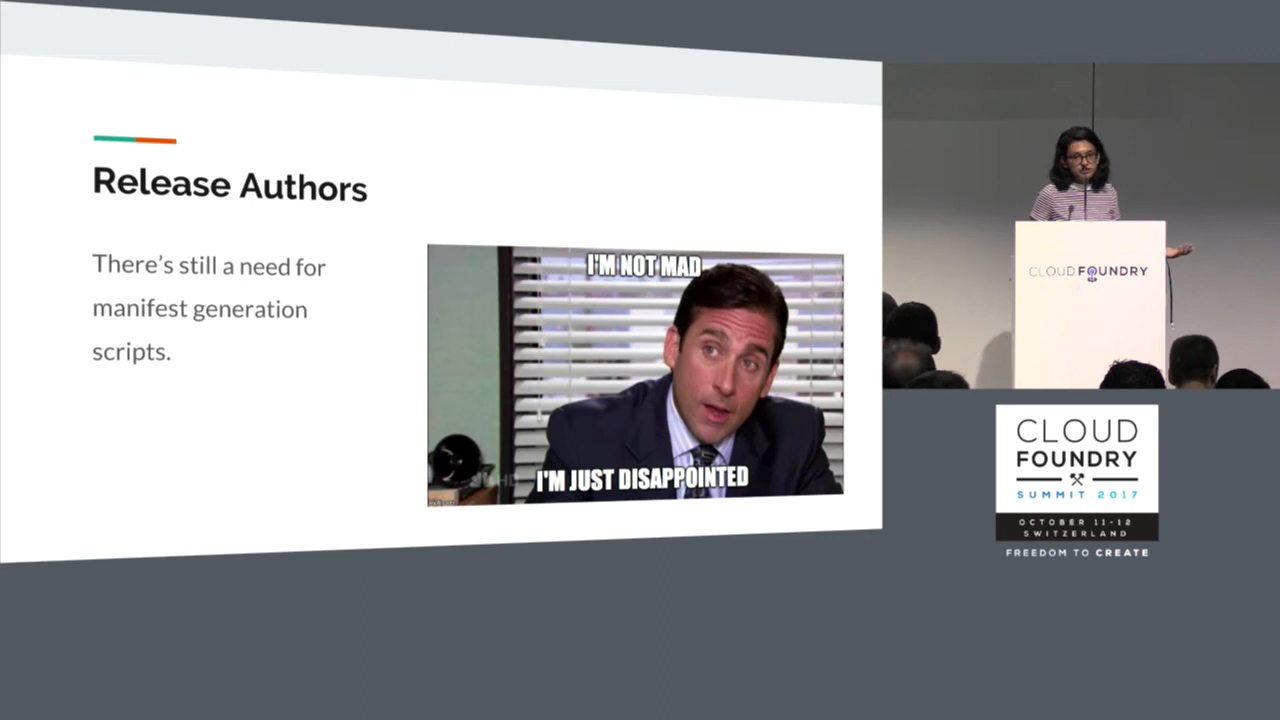 Release Authors
There's still a need for
manifest generation
scripts.
I'M NOT MAD
I'M JUST DISAPPOINTED
CLOUD FOUNDRY
CLOUD
FOUNDRY
SUMMIT 2017
OCTOBER 11-12
SWITZERLAND
FREEDOM TO CREATE